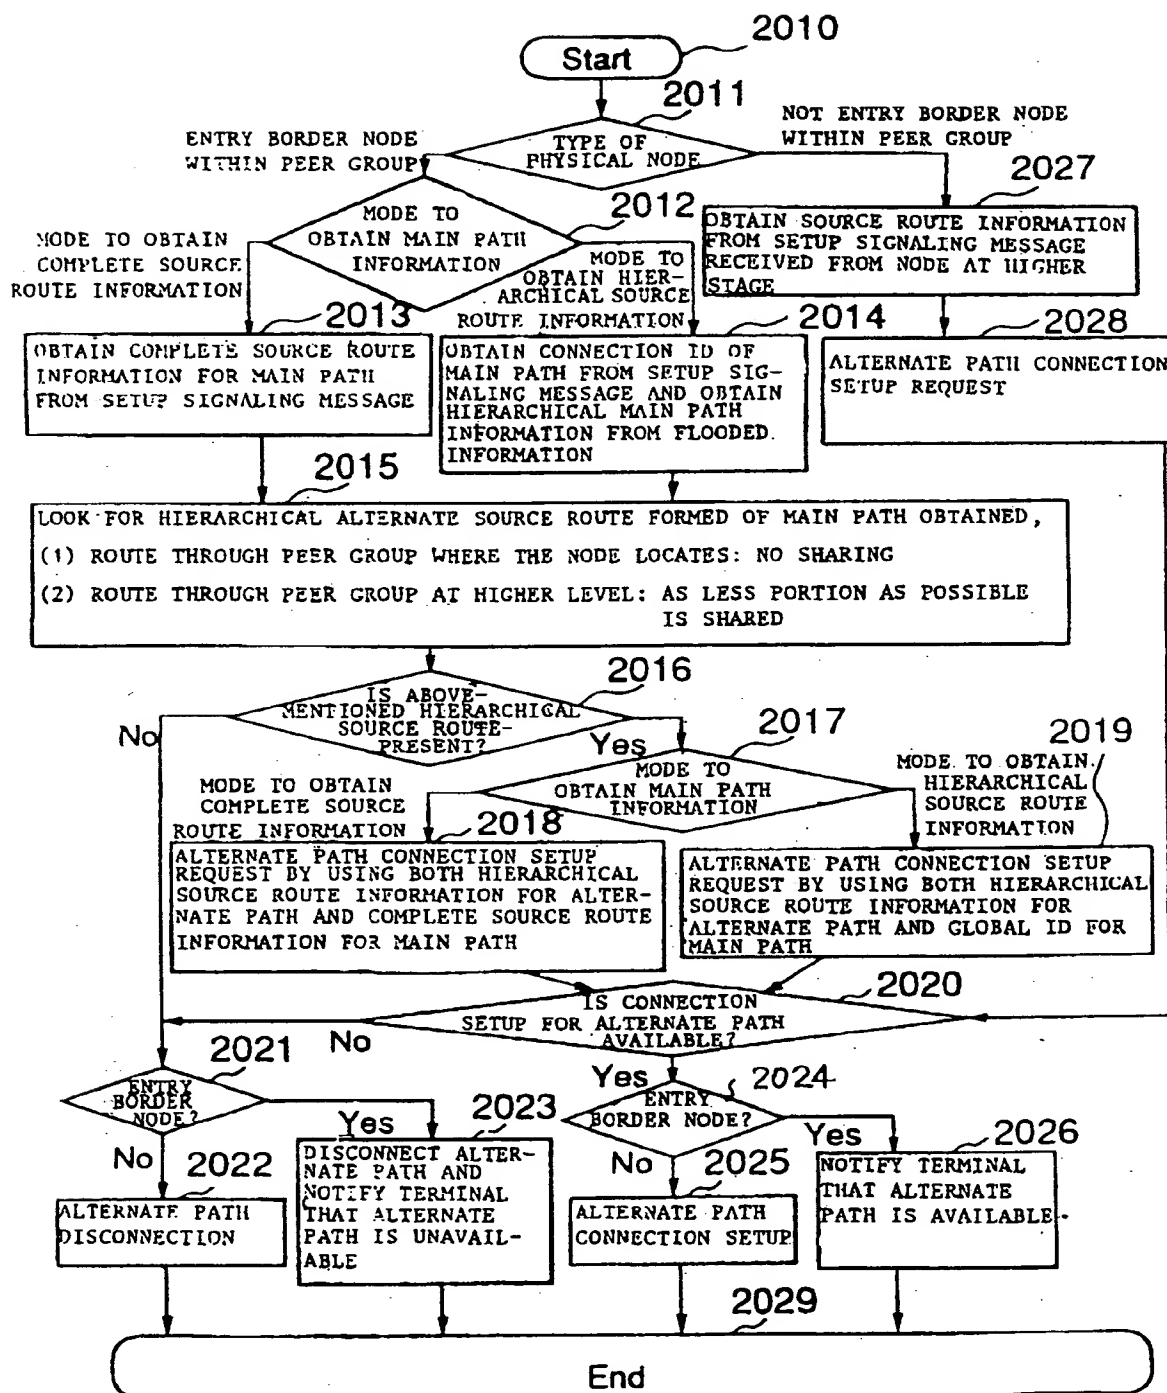 2010
Start
2011
ENTRY BORDER NODE
WITHIN PEER GROUP
TYPE OF
PHYSICAL NODE
NOT ENTRY BORDER NODE
WITHIN PEER GROUP
2012
MODE TO
OBTAIN MAIN PATH
INFORMATION
2027
OBTAIN SOURCE ROUTE INFORMATION
FROM SETUP SIGNALING MESSAGE
RECEIVED FROM NODE AT HIGHER
STAGE
MODE TO OBTAIN
COMPLETE SOURCE
ROUTE INFORMATION
MODE TO
OBTAIN HIER-
ARCHICAL SOURCE
ROUTE INFORMATION
2013
OBTAIN COMPLETE SOURCE ROUTE
INFORMATION FOR MAIN PATH
FROM SETUP SIGNALING MESSAGE
2014
OBTAIN CONNECTION ID OF
MAIN PATH FROM SETUP SIG-
NALING MESSAGE AND OBTAIN
HIERARCHICAL MAIN PATH
INFORMATION FROM FLOODED.
INFORMATION
2028
ALTERNATE PATH CONNECTION
SETUP REQUEST
2015
LOOK FOR HIERARCHICAL ALTERNATE SOURCE ROUTE FORMED OF MAIN PATH OBTAINED,
(1) ROUTE THROUGH PEER GROUP WHERE THE NODE LOCATES: NO SHARING
(2) ROUTE THROUGH PEER GROUP AT HIGHER LEVEL: AS LESS PORTION AS POSSIBLE
IS SHARED
2016
IS ABOVE-
MENTIONED HIERARCHICAL
SOURCE ROUTE-
PRESENT?
No
Yes
2017
MODE TO
OBTAIN MAIN PATH
INFORMATION
2019
MODE TO OBTAIN
COMPLETE SOURCE
ROUTE INFORMATION
MODE TO OBTAIN.
HIERARCHICAL
SOURCE ROUTE
INFORMATION
2018
ALTERNATE PATH CONNECTION SETUP
REQUEST BY USING BOTH HIERARCHICAL
SOURCE ROUTE INFORMATION FOR ALTER-
NATE PATH AND COMPLETE SOURCE ROUTE
INFORMATION FOR MAIN PATH
ALTERNATE PATH CONNECTION SETUP
REQUEST BY USING BOTH HIERARCHICAL
SOURCE ROUTE INFORMATION FOR
ALTERNATE PATH AND GLOBAL ID FOR
MAIN PATH
2020
IS CONNECTION
SETUP FOR ALTERNATE PATH
AVAILABLE?
No
Yes
2021
ENTRY
BORDER
NODE?
Yes
No
2024
ENTRY
BORDER NODE?
Yes
No
2022
ALTERNATE PATH
DISCONNECTION
2023
DISCONNECT ALTER-
NATE PATH AND
NOTIFY TERMINAL
THAT ALTERNATE
PATH IS UNAVAIL-
ABLE
2025
ALTERNATE PATH
CONNECTION SETUP
2026
NOTIFY TERMINAL
THAT ALTERNATE
PATH IS AVAILABLE
2029
End